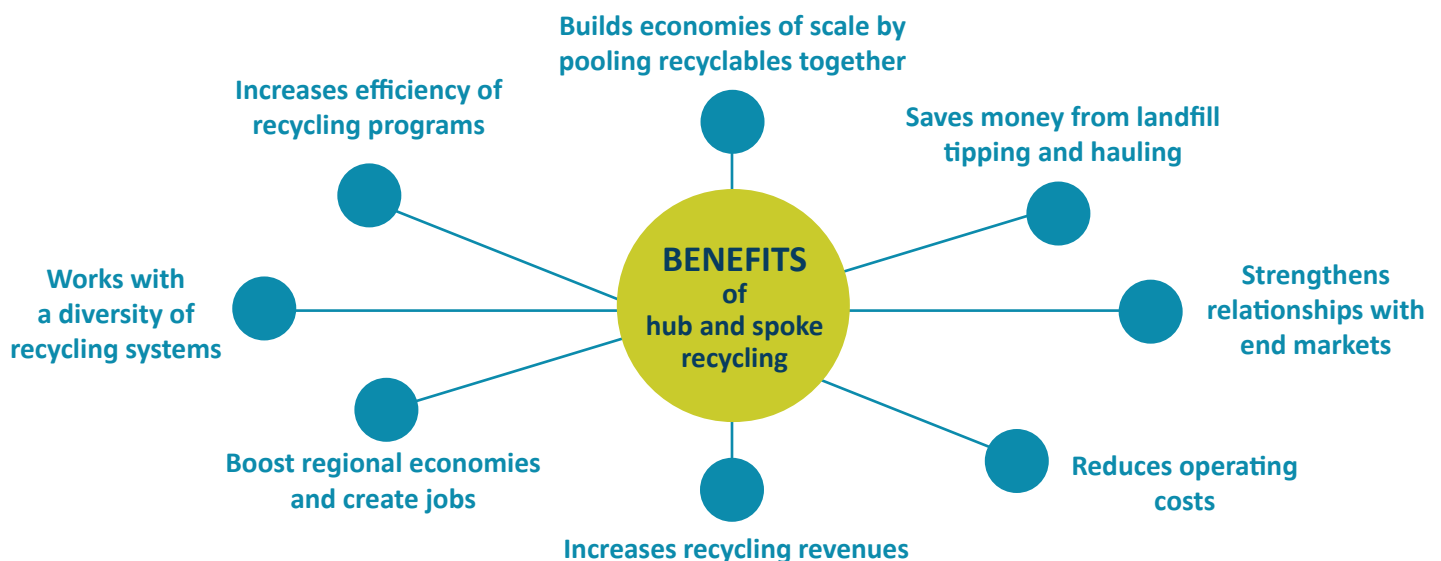 Builds economies of scale by
pooling recyclables together
Increases efficiency of
recycling programs
Saves money from landfill
tipping and hauling
BENEFITS
of
hub and spoke
recycling
Works with
a diversity of
recycling systems
Strengthens
relationships with
end markets
Boost regional economies
and create jobs
Reduces operating
costs
Increases recycling revenues